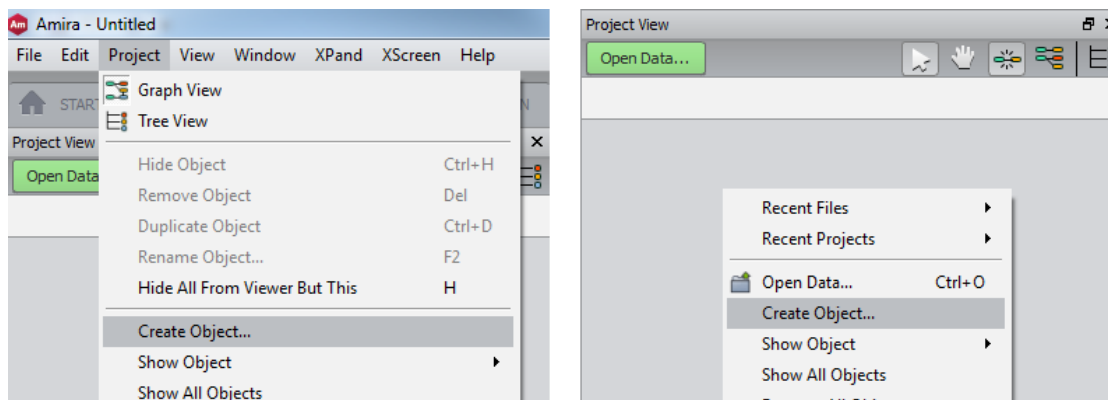 Am Amira - Untitled
File Edit Project View Window XPand XScreen Help
Graph View
START
Tree View
Project View
Open Data
Hide Object Ctrl+H
Remove Object Del
Duplicate Object Ctrl+D
Rename Object... F2
Hide All From Viewer But This H
Create Object...
Show Object
Show All Objects
Project View
Open Data...
Recent Files
Recent Projects
Open Data... Ctrl+O
Create Object...
Show Object
Show All Objects